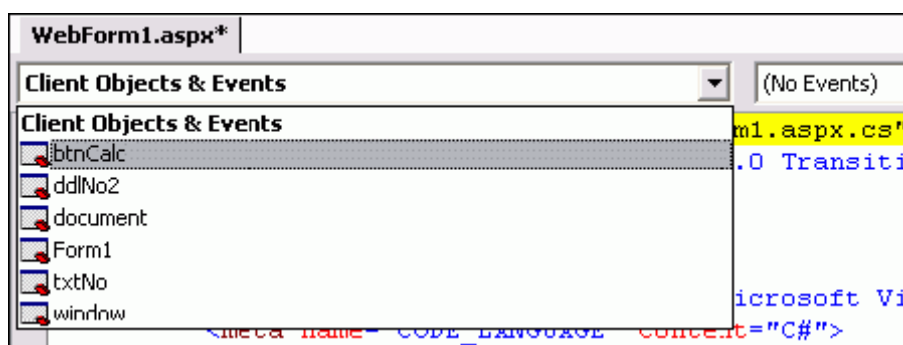 WebForm1.aspx*
Client Objects & Events (No Events)
Client Objects & Events
m1.aspx.cs"
btnCalc
.0 Transiti
ddlNo2
document
Form1
txtNo
icrosoft Vi
window
<meta name="CODE_LANGUAGE" content="C#">